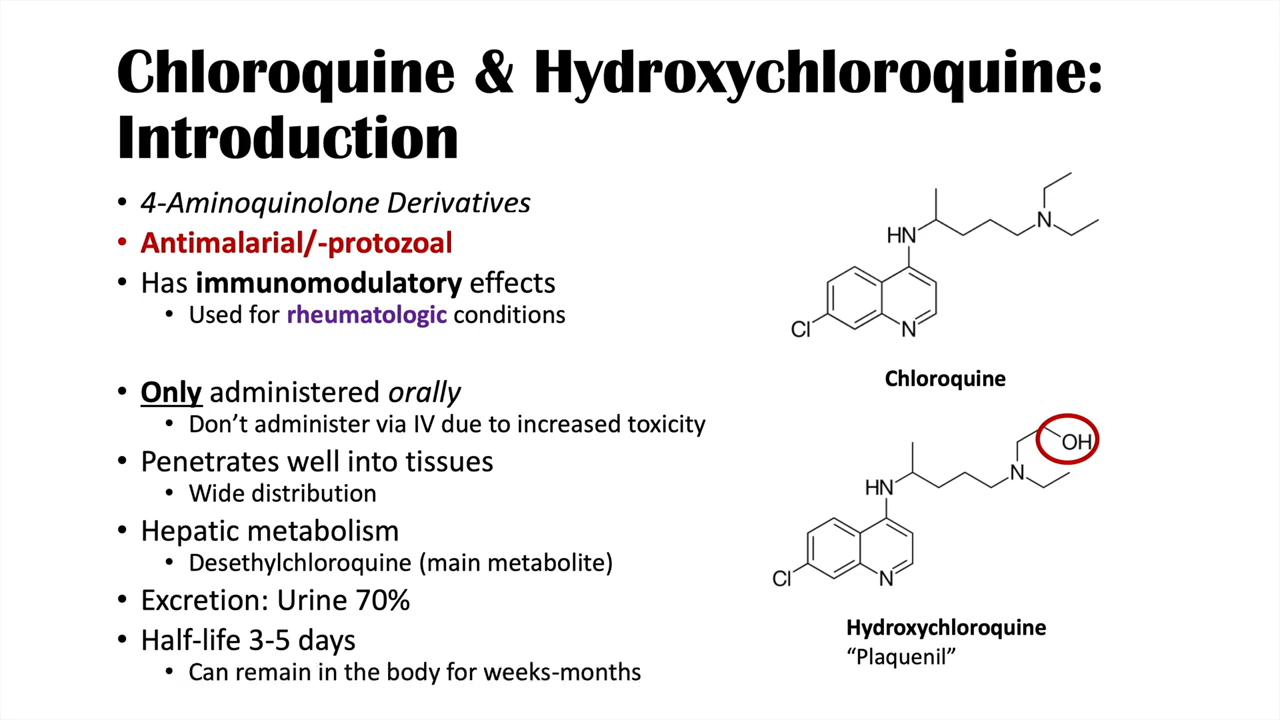 Chloroquine & Hydroxychloroquine:
Introduction
• 4-Aminoquinolone Derivatives
• Antimalarial/-protozoal
• Has immunomodulatory effects
• Used for rheumatologic conditions
• Only administered orally
• Don’t administer via IV due to increased toxicity
• Penetrates well into tissues
• Wide distribution
• Hepatic metabolism
• Desethylchloroquine (main metabolite)
• Excretion: Urine 70%
• Half-life 3-5 days
• Can remain in the body for weeks-months
HN
N
Cl
N
Chloroquine
OH
N
HN
Cl
N
Hydroxychloroquine
“Plaquenil”